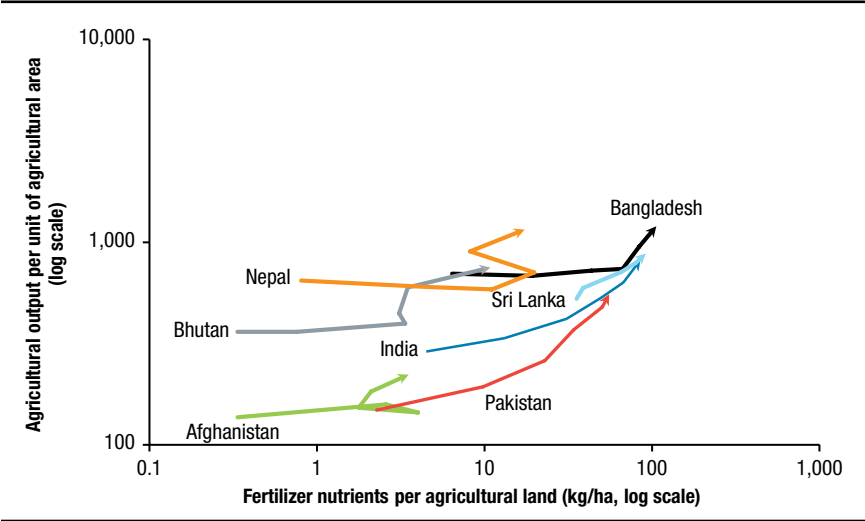 Agricultural output per unit of agricultural area
(log scale)
10,000
1,000
100
Bangladesh
Nepal
Sri Lanka
Bhutan
India
Pakistan
Afghanistan
0.1
1
10
100
1,000
Fertilizer nutrients per agricultural land (kg/ha, log scale)